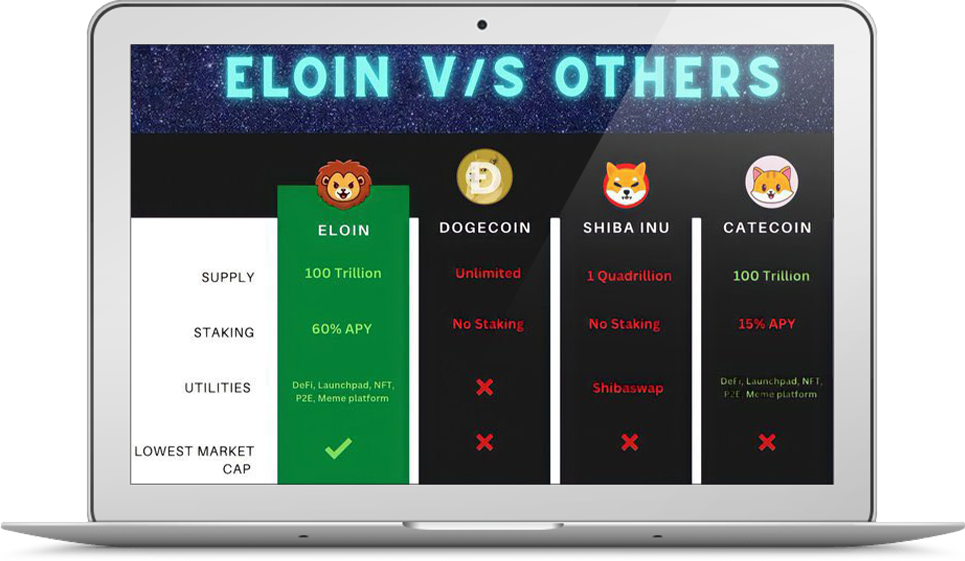 ELOIN V/S OTHERS
ELOIN
DOGECOIN
SHIBA INU
CATECOIN
SUPPLY
100 Trillion
Unlimited
1 Quadrillion
100 Trillion
STAKING
60% APY
No Staking
No Staking
15% APY
UTILITIES
DeFi, Launchpad, NFT,
P2E, Meme platform
Shibaswap
DeFi, Launchpad, NFT,
P2E, Meme platform
LOWEST MARKET
CAP